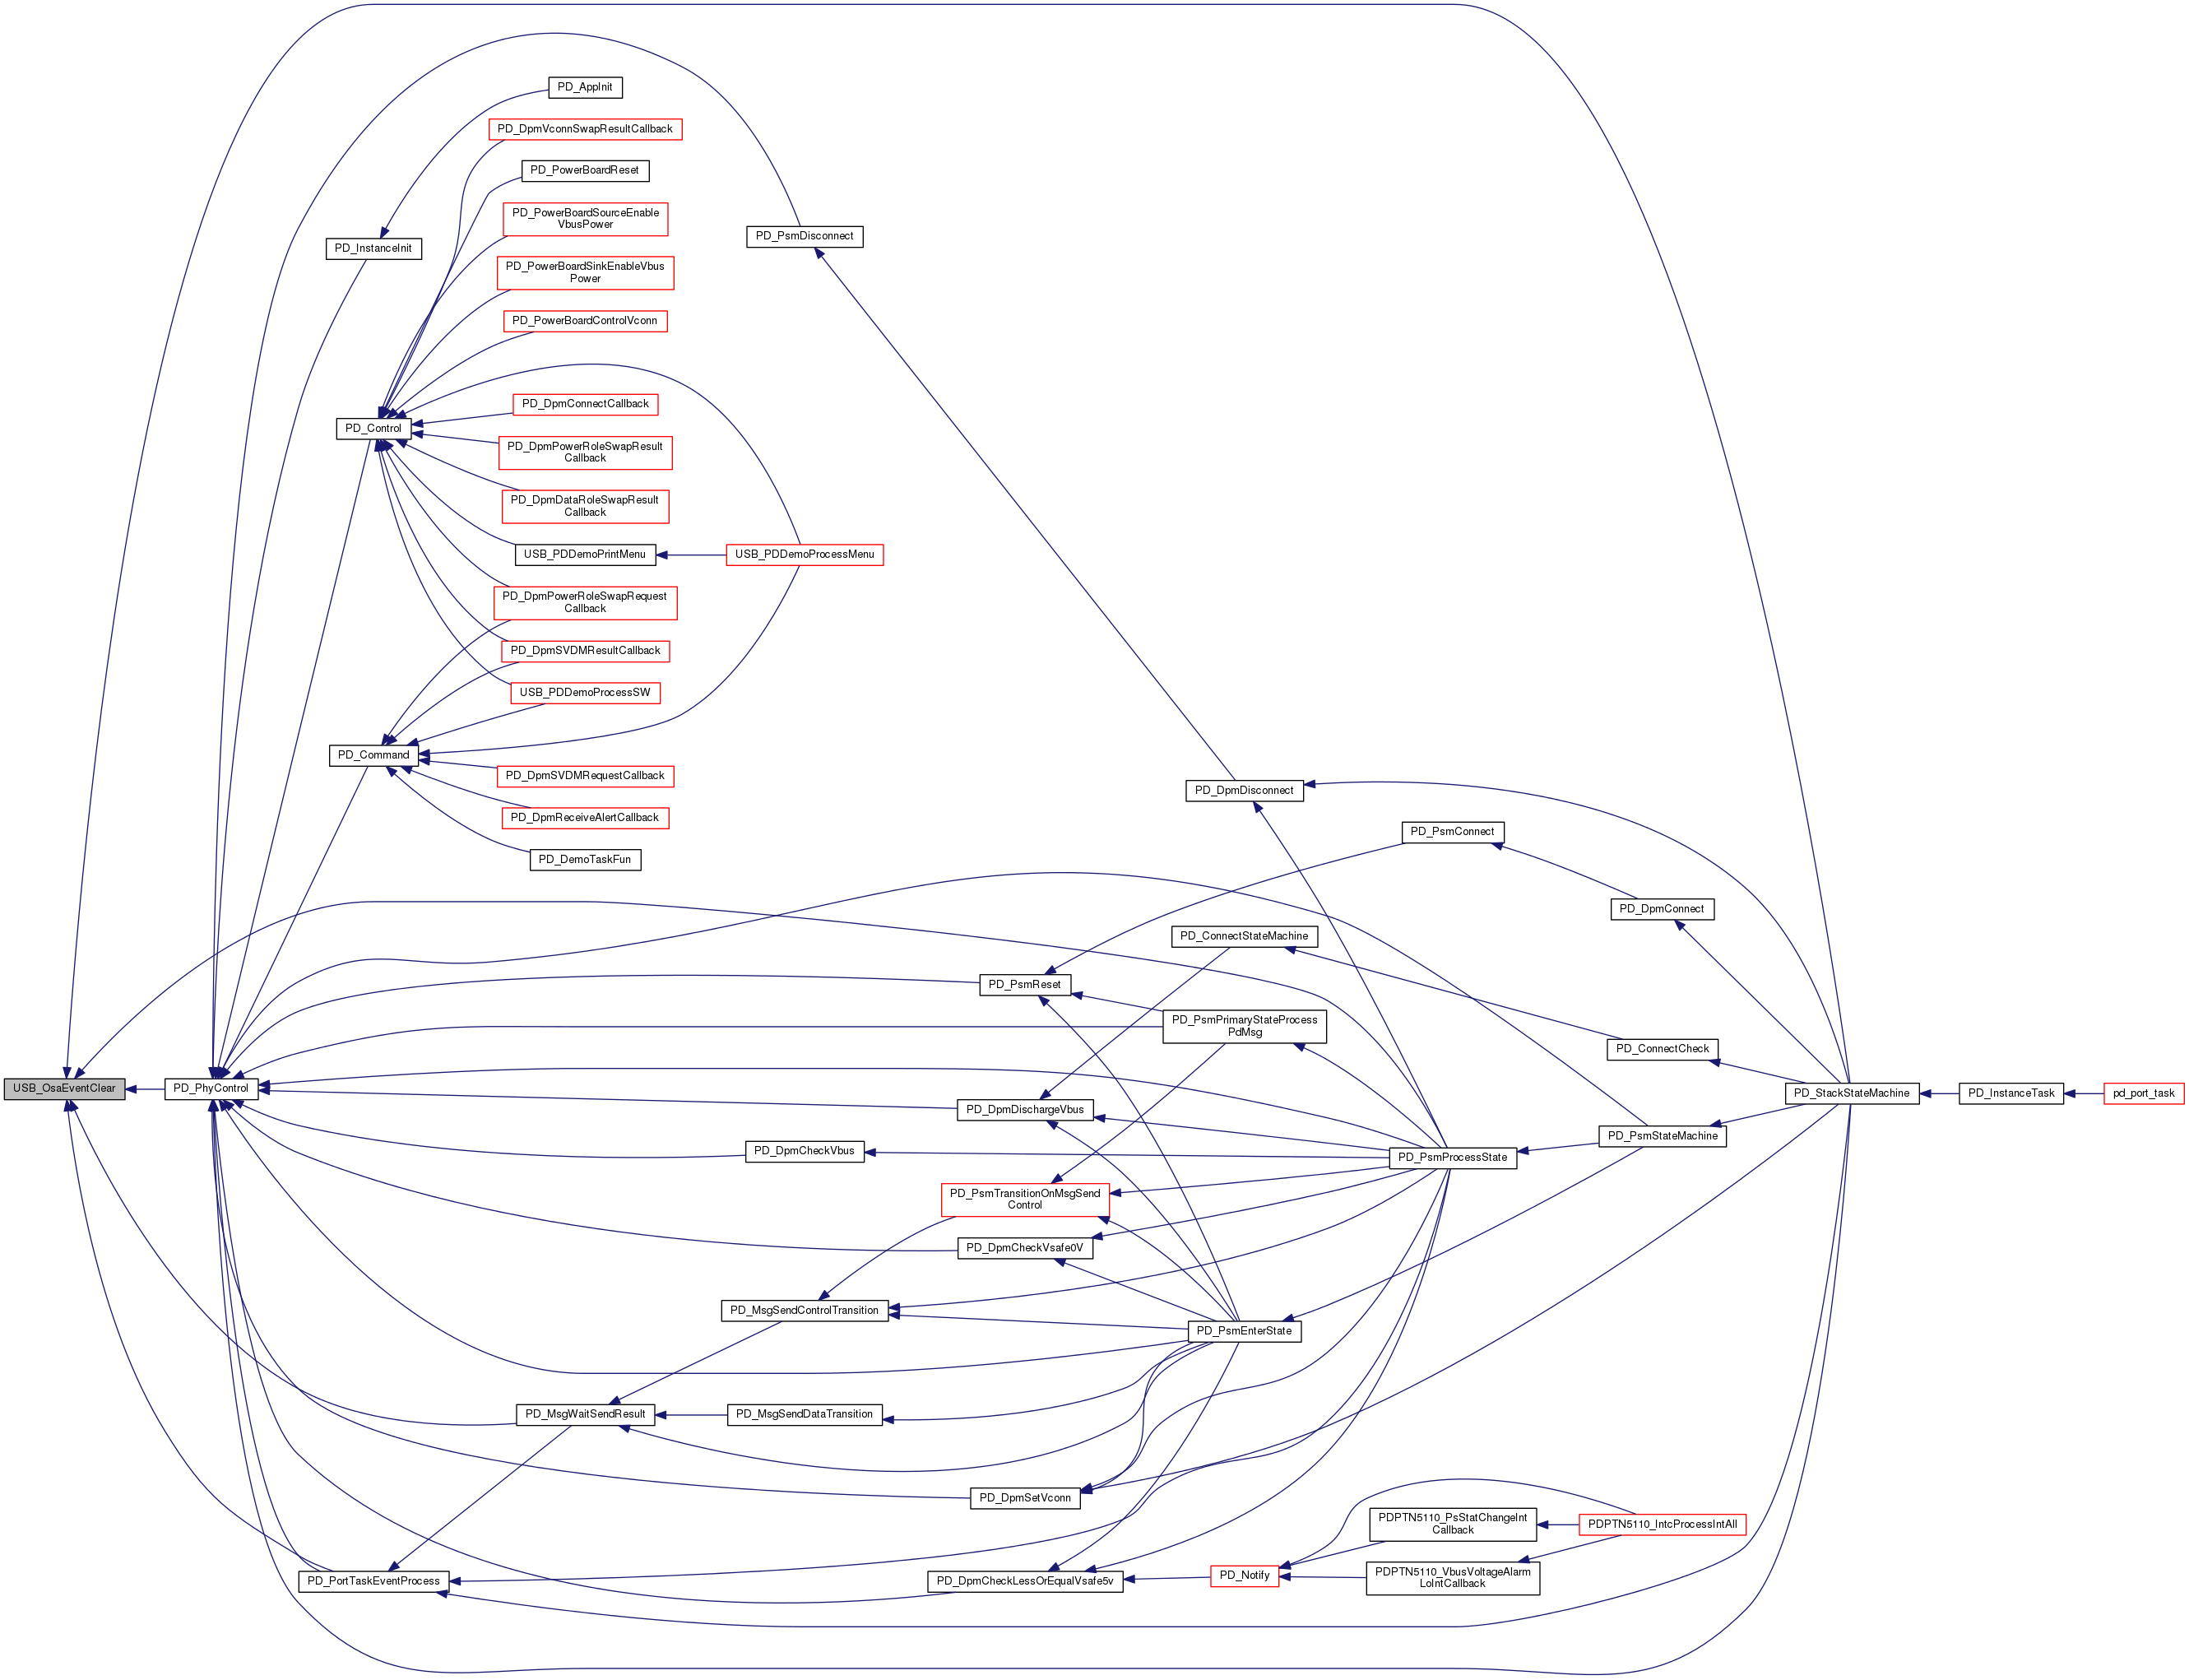 PD_AppInit
PD_DpmVconnSwapResultCallback
PD_PowerBoardReset
PD_PowerBoardSourceEnable
VbusPower
PD_InstanceInit
PD_PsmDisconnect
PD_PowerBoardSinkEnableVbus
Power
PD_PowerBoardControlVconn
PD_DpmConnectCallback
PD_Control
PD_DpmPowerRoleSwapResult
Callback
PD_DpmDataRoleSwapResult
Callback
USB_PDDemoPrintMenu
USB_PDDemoProcessMenu
PD_DpmPowerRoleSwapRequest
Callback
PD_DpmSVDMResultCallback
USB_PDDemoProcessSW
PD_Command
PD_DpmSVDMRequestCallback
PD_DpmReceiveAlertCallback
PD_DemoTaskFun
PD_DpmDisconnect
PD_PsmConnect
PD_DpmConnect
PD_ConnectStateMachine
PD_PsmReset
PD_PsmPrimaryStateProcess
PdMsg
PD_ConnectCheck
USB_OsaEventClear
PD_PhyControl
PD_StackStateMachine
PD_InstanceTask
pd_port_task
PD_DpmDischargeVbus
PD_PsmStateMachine
PD_DpmCheckVbus
PD_PsmProcessState
PD_PsmTransitionOnMsgSend
Control
PD_DpmCheckVsafe0V
PD_MsgSendControlTransition
PD_PsmEnterState
PD_MsgWaitSendResult
PD_MsgSendDataTransition
PD_DpmSetVconn
PDPTN5110_PsStatChangeInt
Callback
PDPTN5110_IntcProcessIntAll
PD_PortTaskEventProcess
PD_DpmCheckLessOrEqualVsafe5v
PD_Notify
PDPTN5110_VbusVoltageAlarm
LoIntCallback